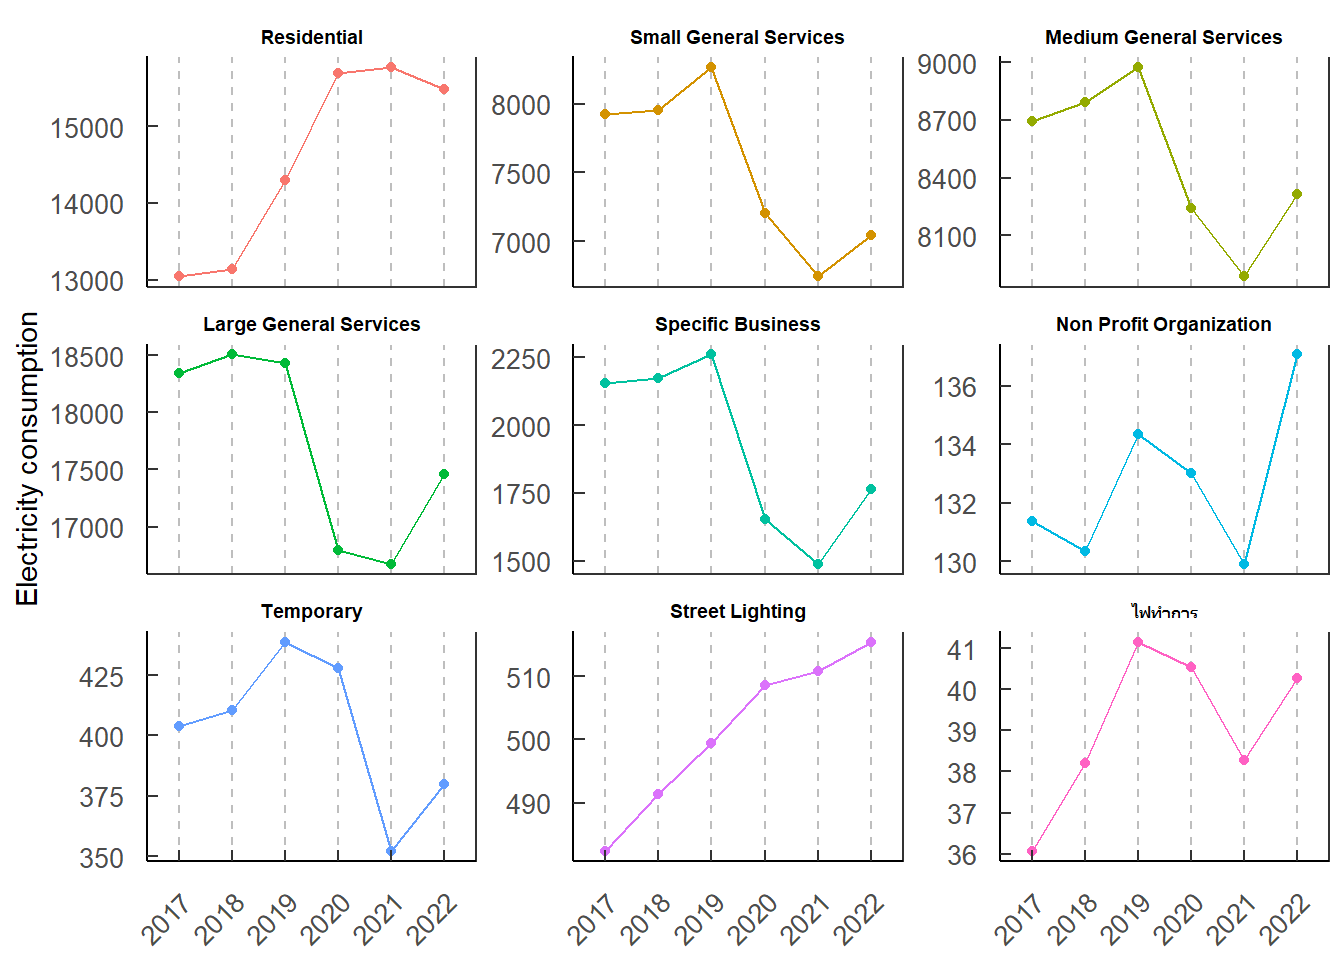 Residential
Small General Services
Medium General Services
15000
14000
13000
8000
7500
7000
9000
8700
8400
8100
Electricity consumption
Large General Services
Specific Business
Non Profit Organization
18500
18000
17500
17000
2250
2000
1750
1500
136
134
132
130
Temporary
Street Lighting
ไฟทำการ
425
400
375
350
510
500
490
41
40
39
38
37
36
2017 2018 2019 2020 2021 2022
2017 2018 2019 2020 2021 2022
2017 2018 2019 2020 2021 2022